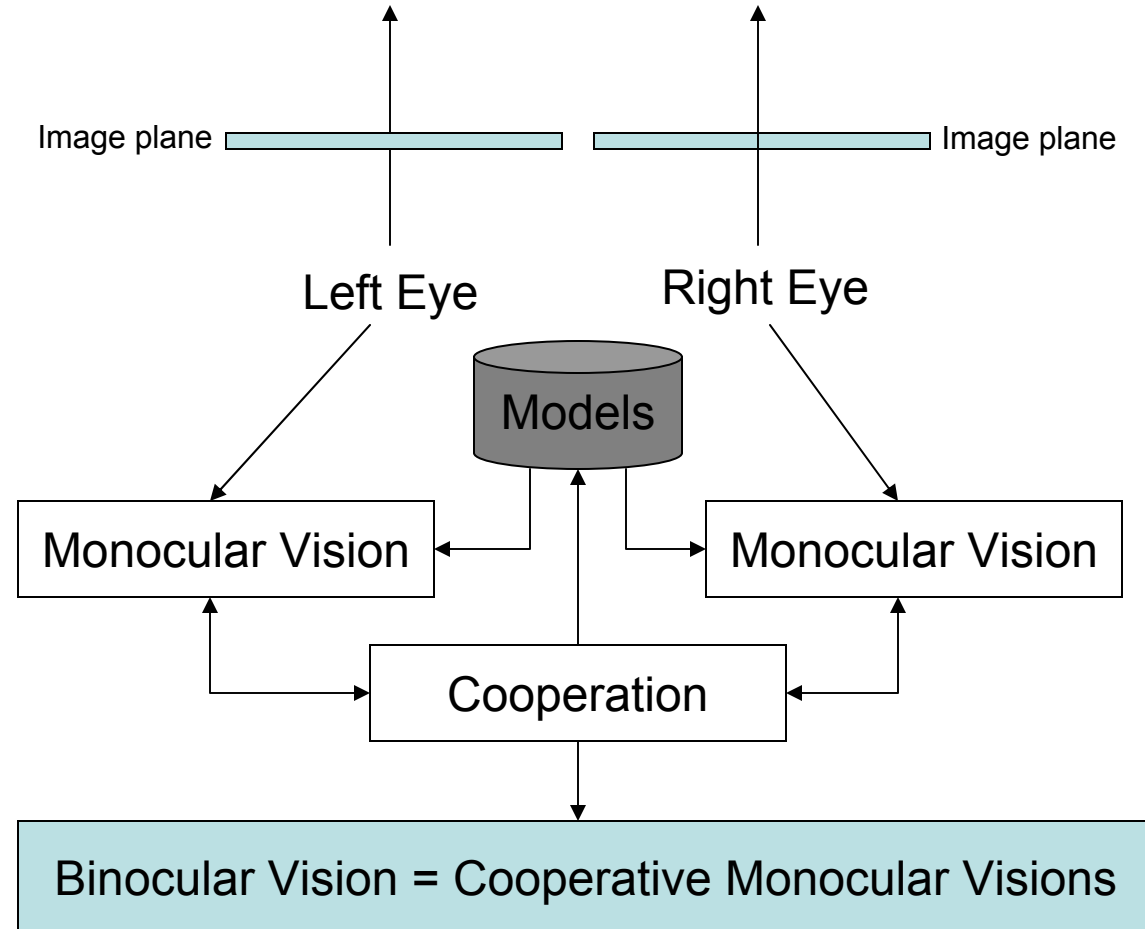 Image plane
Image plane
Left Eye
Right Eye
Models
Monocular Vision
Monocular Vision
Cooperation
Binocular Vision = Cooperative Monocular Visions